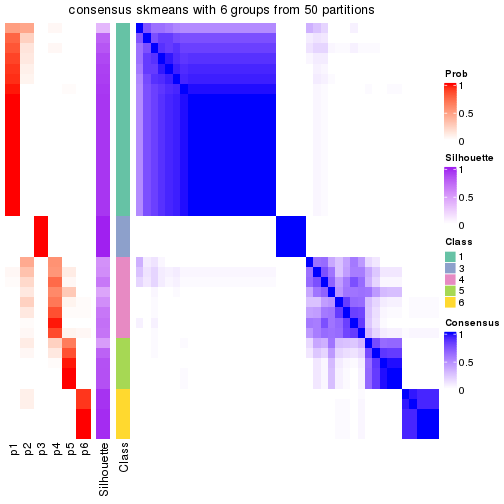 consensus skmeans with 6 groups from 50 partitions
Prob
1
0.5
0
Silhouette
1
0.5
0
Class
1
3
4
5
6
Consensus
1
0.5
0
p1
p2
p3
p4
p5
p6
Silhouette
Class